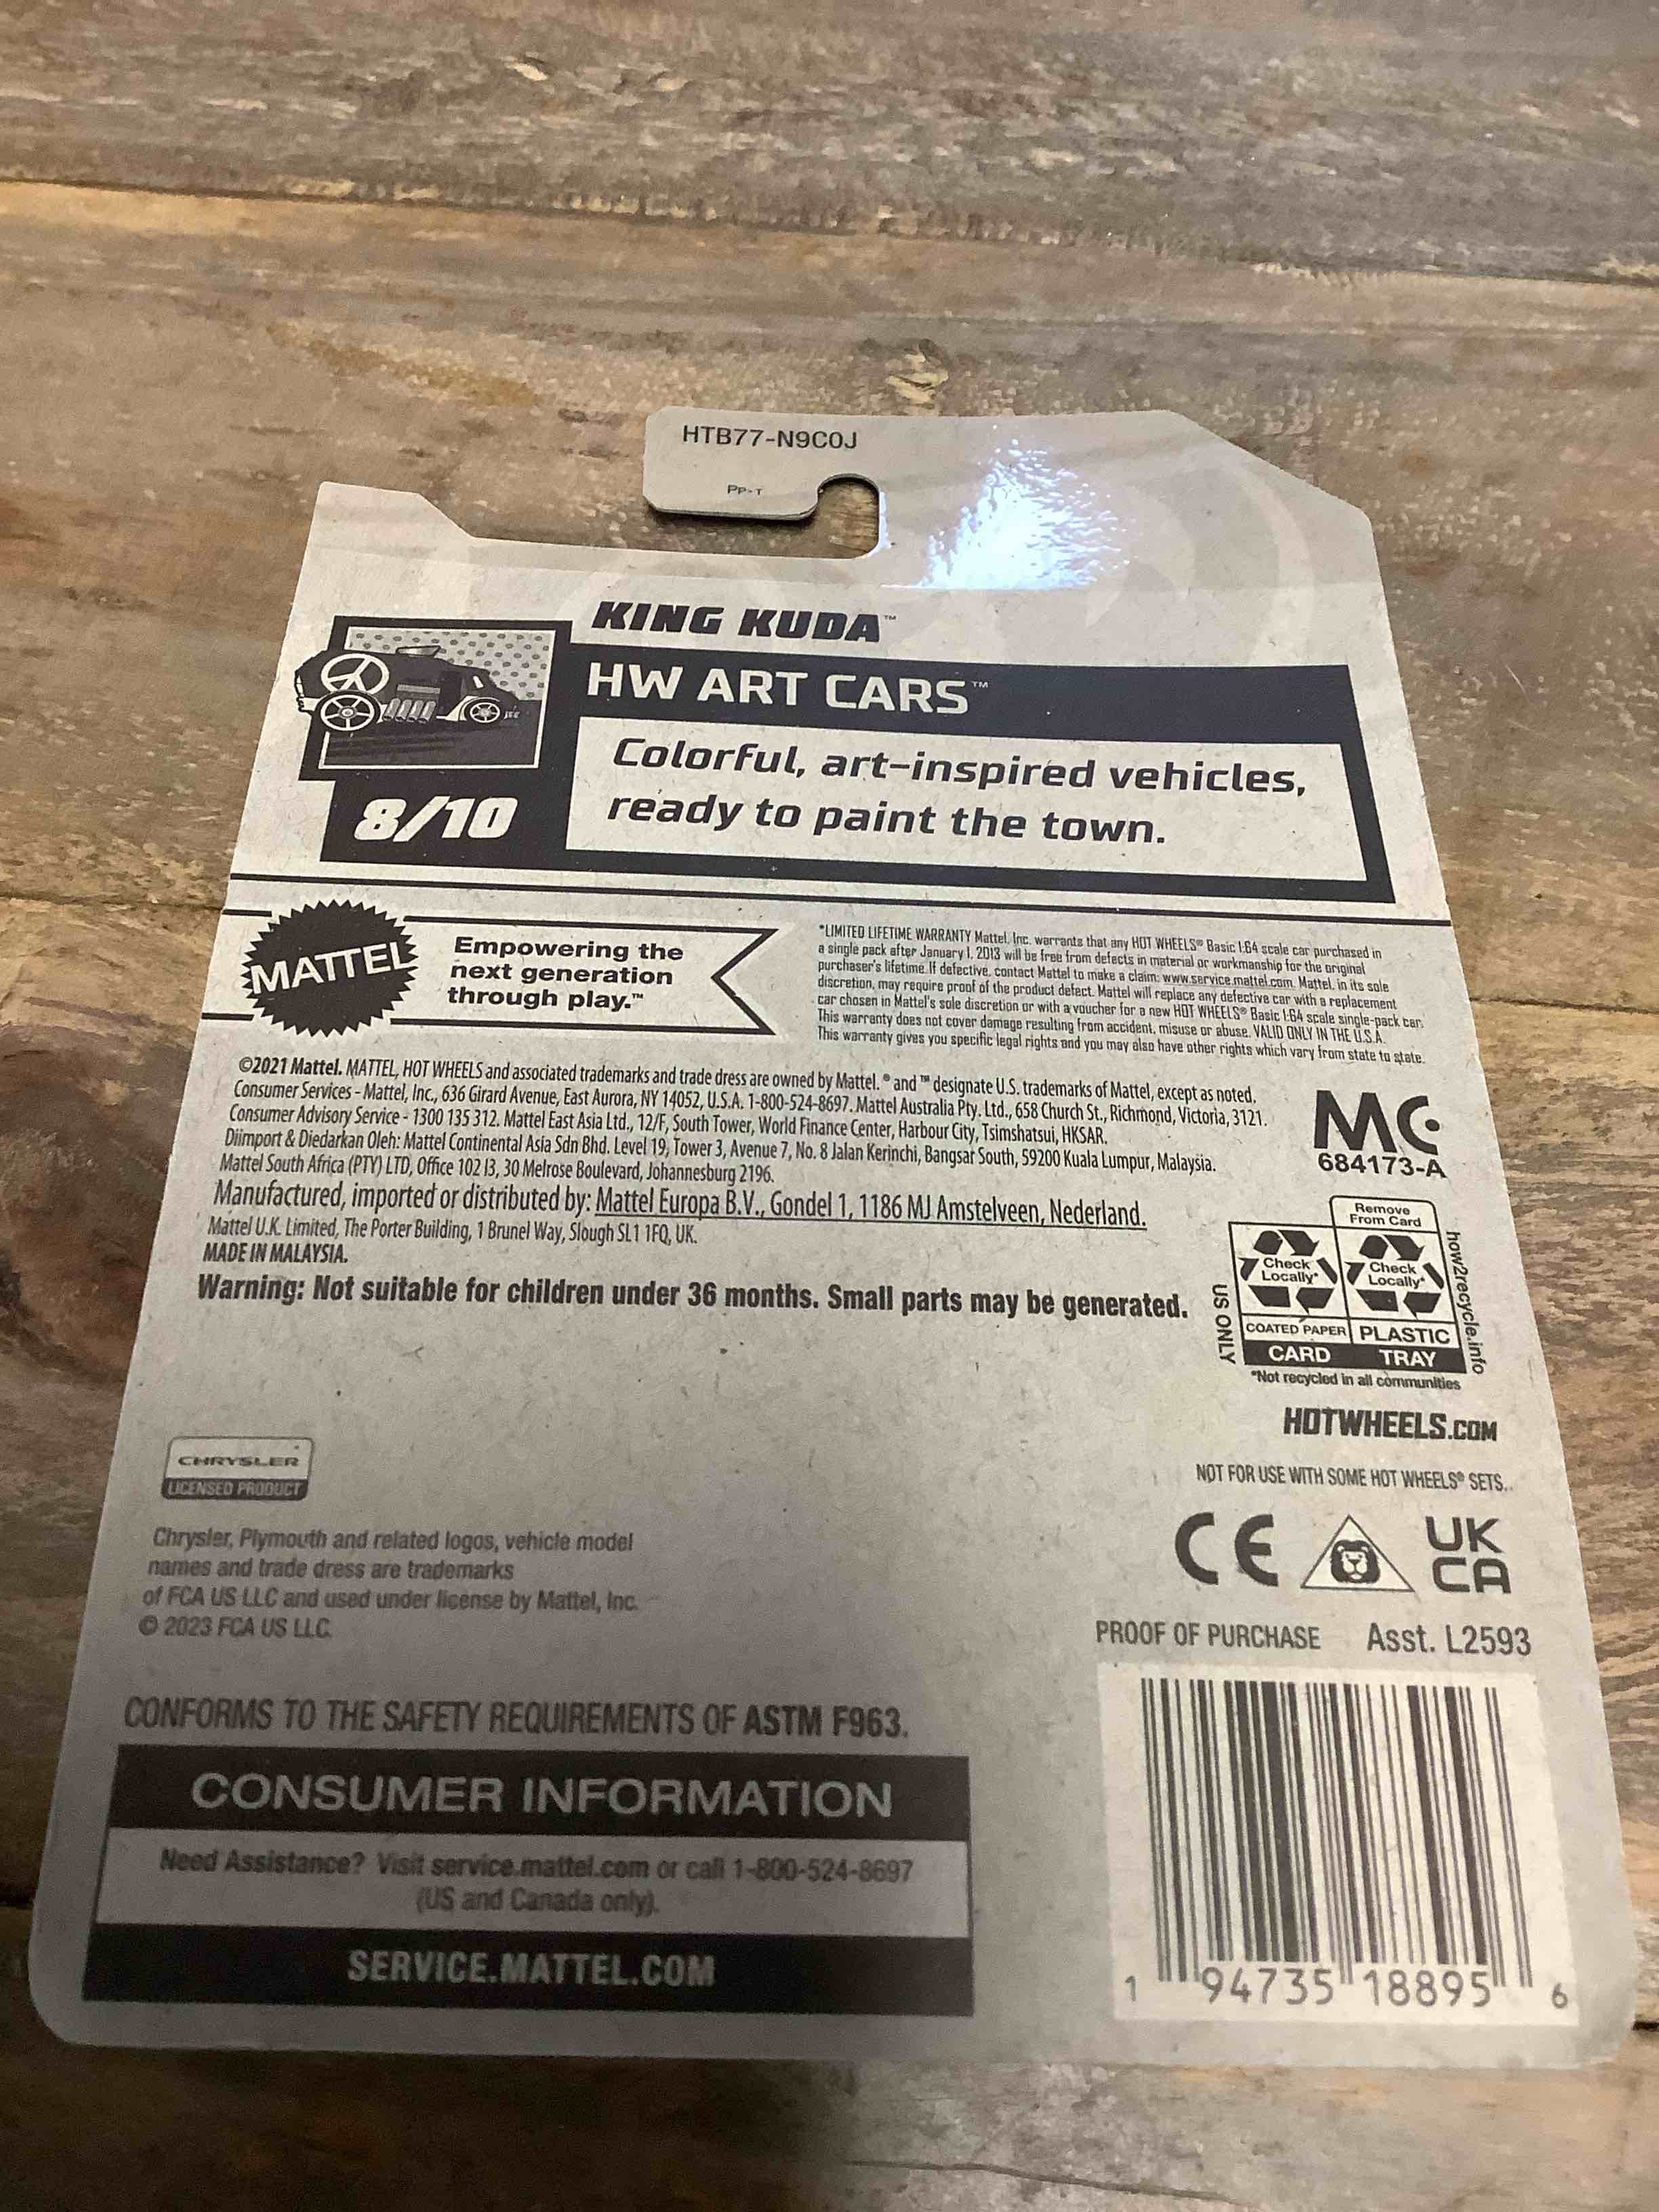 HTB77-N9C0J
PP-T
KING KUDA™
HW ART CARS™
8/10
Colorful, art-inspired vehicles,
ready to paint the town.
MATTEL
Empowering the
next generation
through play.™
*LIMITED LIFETIME WARRANTY Mattel, Inc. warrants that any HOT WHEELS® Basic 1:64 scale car purchased in
a single pack after January 1, 2013 will be free from defects in material or workmanship for the original
purchaser's lifetime. If defective, contact Mattel to make a claim: www.service.mattel.com. Mattel, in its sole
discretion, may require proof of the product defect. Mattel will replace any defective car with a replacement
car chosen in Mattel's sole discretion or with a voucher for a new HOT WHEELS® Basic 1:64 scale single-pack car.
This warranty does not cover damage resulting from accident, misuse or abuse. VALID ONLY IN THE U.S.A.
This warranty gives you specific legal rights and you may also have other rights which vary from state to state.
©2021 Mattel. MATTEL, HOT WHEELS and associated trademarks and trade dress are owned by Mattel. ® and ™ designate U.S. trademarks of Mattel, except as noted.
Consumer Services - Mattel, Inc., 636 Girard Avenue, East Aurora, NY 14052, U.S.A. 1-800-524-8697. Mattel Australia Pty. Ltd., 658 Church St., Richmond, Victoria, 3121.
Consumer Advisory Service - 1300 135 312. Mattel East Asia Ltd., 12/F, South Tower, World Finance Center, Harbour City, Tsimshatsui, HKSAR.
Diimport & Diedarkan Oleh: Mattel Continental Asia Sdn Bhd. Level 19, Tower 3, Avenue 7, No. 8 Jalan Kerinchi, Bangsar South, 59200 Kuala Lumpur, Malaysia.
Mattel South Africa (PTY) LTD, Office 102 I3, 30 Melrose Boulevard, Johannesburg 2196.
Manufactured, imported or distributed by: Mattel Europa B.V., Gondel 1, 1186 MJ Amstelveen, Nederland.
Mattel U.K. Limited, The Porter Building, 1 Brunel Way, Slough SL1 1FQ, UK.
MADE IN MALAYSIA.
Warning: Not suitable for children under 36 months. Small parts may be generated.
MC
684173-A
Remove
From Card
Check
Locally*
Check
Locally*
COATED PAPER
PLASTIC
CARD
TRAY
US ONLY
how2recycle.info
*Not recycled in all communities
HOTWHEELS.COM
NOT FOR USE WITH SOME HOT WHEELS® SETS.
CHRYSLER
LICENSED PRODUCT
Chrysler, Plymouth and related logos, vehicle model
names and trade dress are trademarks
of FCA US LLC and used under license by Mattel, Inc.
© 2023 FCA US LLC.
CE
UK
CA
PROOF OF PURCHASE
Asst. L2593
CONFORMS TO THE SAFETY REQUIREMENTS OF ASTM F963.
CONSUMER INFORMATION
Need Assistance? Visit service.mattel.com or call 1-800-524-8697
(US and Canada only).
SERVICE.MATTEL.COM
1 94735 18895 6